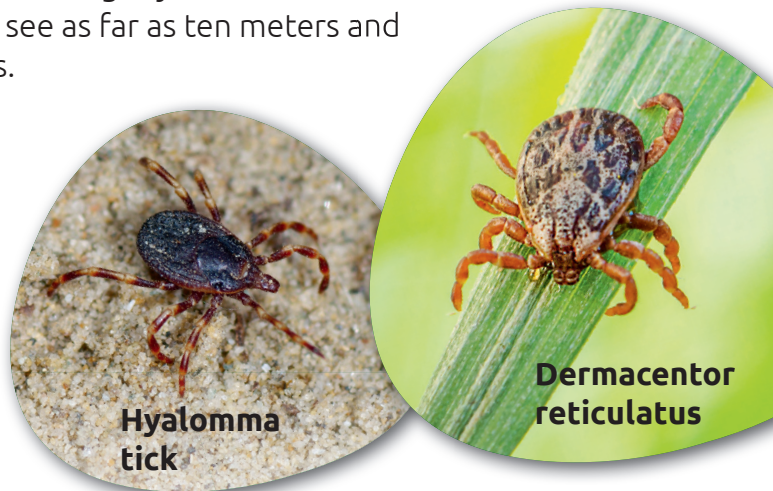 see as far as ten meters and
s.
Dermacentor
reticulatus
Hyalomma
tick